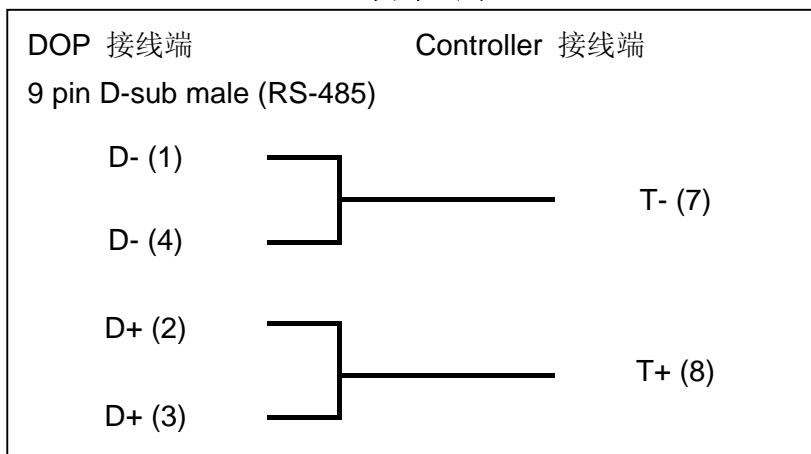 DOP 接线端 Controller 接线端
9 pin D-sub male (RS-485)
D- (1)
T- (7)
D- (4)
D+ (2)
T+ (8)
D+ (3)